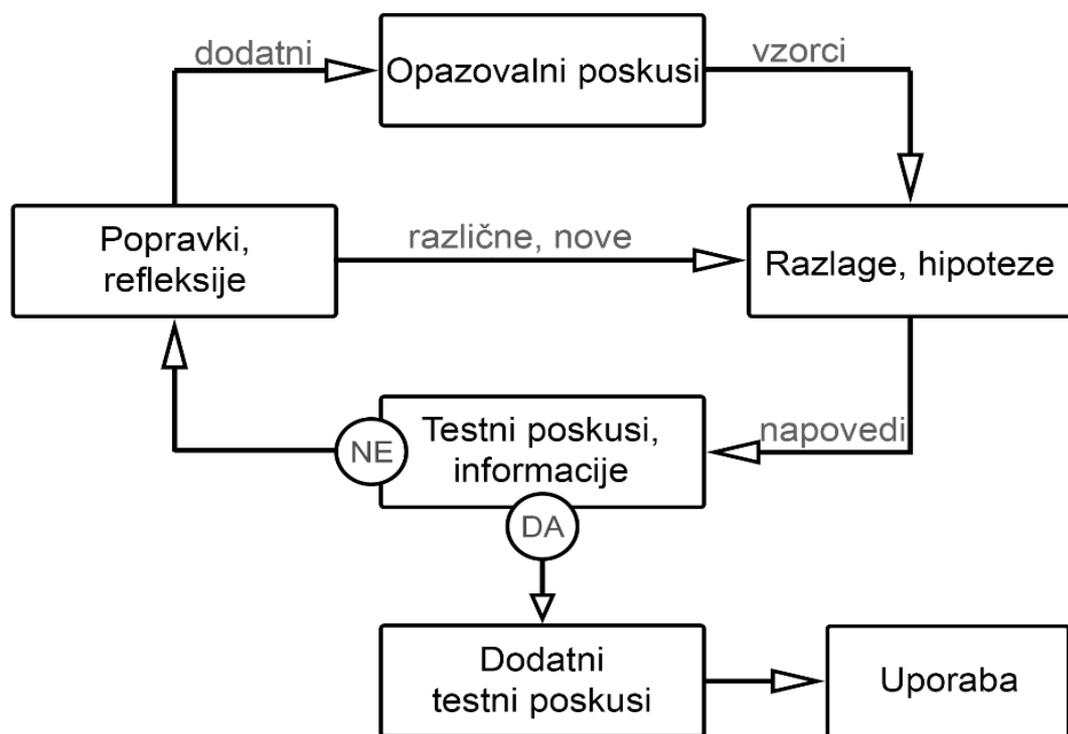 dodatni
Opazovalni poskusi
vzorci
Popravki,
refleksije
različne, nove
Razlage, hipoteze
NE
Testni poskusi,
informacije
napovedi
DA
Dodatni
testni poskusi
Uporaba